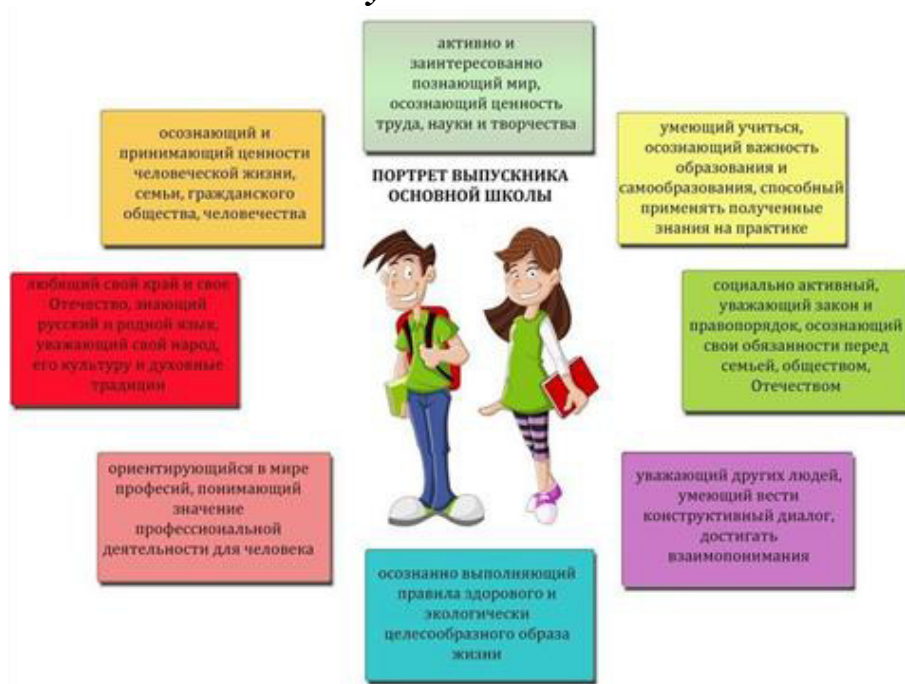 активно и
заинтересованно
познающий мир,
осознающий ценность
труда, науки и творчества
осознающий и
принимающий ценности
человеческой жизни,
семьи, гражданского
общества, человечества
ПОРТРЕТ ВЫПУСКНИКА
ОСНОВНОЙ ШКОЛЫ
умеющий учиться,
осознающий важность
образования и
самообразования, способный
применять полученные
знания на практике
любящий свой край и свое
Отечество, знающий
русский и родной язык,
уважающий свой народ,
его культуру и духовные
традиции
социально активный,
уважающий закон и
правопорядок, осознающий
свои обязанности перед
семьей, обществом,
Отечеством
ориентирующийся в мире
професий, понимающий
значение
профессиональной
деятельности для человека
уважающий других людей,
умеющий вести
конструктивный диалог,
достигать
взаимопонимания
осознанно выполняющий
правила здорового и
экологически
целесообразного образа
жизни